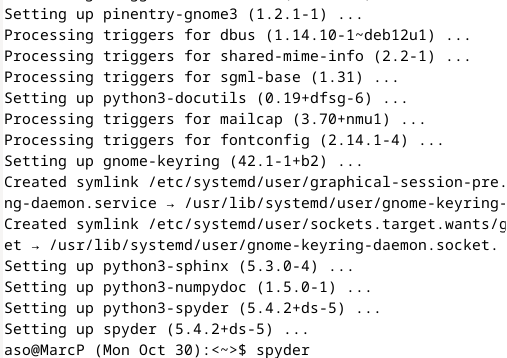 Setting up pinentry-gnome3 (1.2.1-1) ...
Processing triggers for dbus (1.14.10-1~deb12u1) ...
Processing triggers for shared-mime-info (2.2-1) ...
Processing triggers for sgml-base (1.31) ...
Setting up python3-docutils (0.19+dfsg-6) ...
Processing triggers for mailcap (3.70+nmu1) ...
Processing triggers for fontconfig (2.14.1-4) ...
Setting up gnome-keyring (42.1-1+b2) ...
Created symlink /etc/systemd/user/graphical-session-pre.
ng-daemon.service → /usr/lib/systemd/user/gnome-keyring-
Created symlink /etc/systemd/user/sockets.target.wants/g
et → /usr/lib/systemd/user/gnome-keyring-daemon.socket.
Setting up python3-sphinx (5.3.0-4) ...
Setting up python3-numpydoc (1.5.0-1) ...
Setting up python3-spyder (5.4.2+ds-5) ...
Setting up spyder (5.4.2+ds-5) ...
aso@MarcP (Mon Oct 30):<~>$ spyder